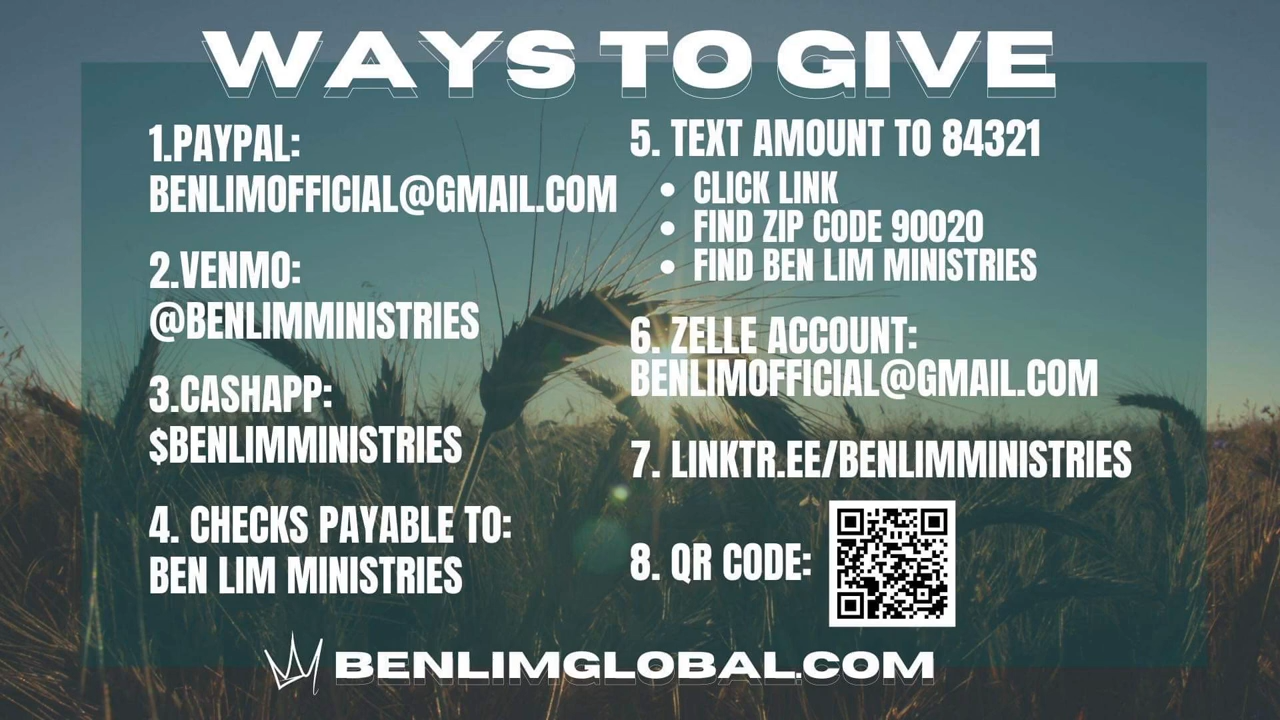 WAYS TO GIVE
1.PAYPAL:
BENLIMOFFICIAL@GMAIL.COM
2.VENMO:
@BENLIMMINISTRIES
3.CASHAPP:
$BENLIMMINISTRIES
4. CHECKS PAYABLE TO:
BEN LIM MINISTRIES
5. TEXT AMOUNT TO 84321
• CLICK LINK
• FIND ZIP CODE 90020
• FIND BEN LIM MINISTRIES
6. ZELLE ACCOUNT:
BENLIMOFFICIAL@GMAIL.COM
7. LINKTR.EE/BENLIMMINISTRIES
8. QR CODE:
BENLIMGLOBAL.COM